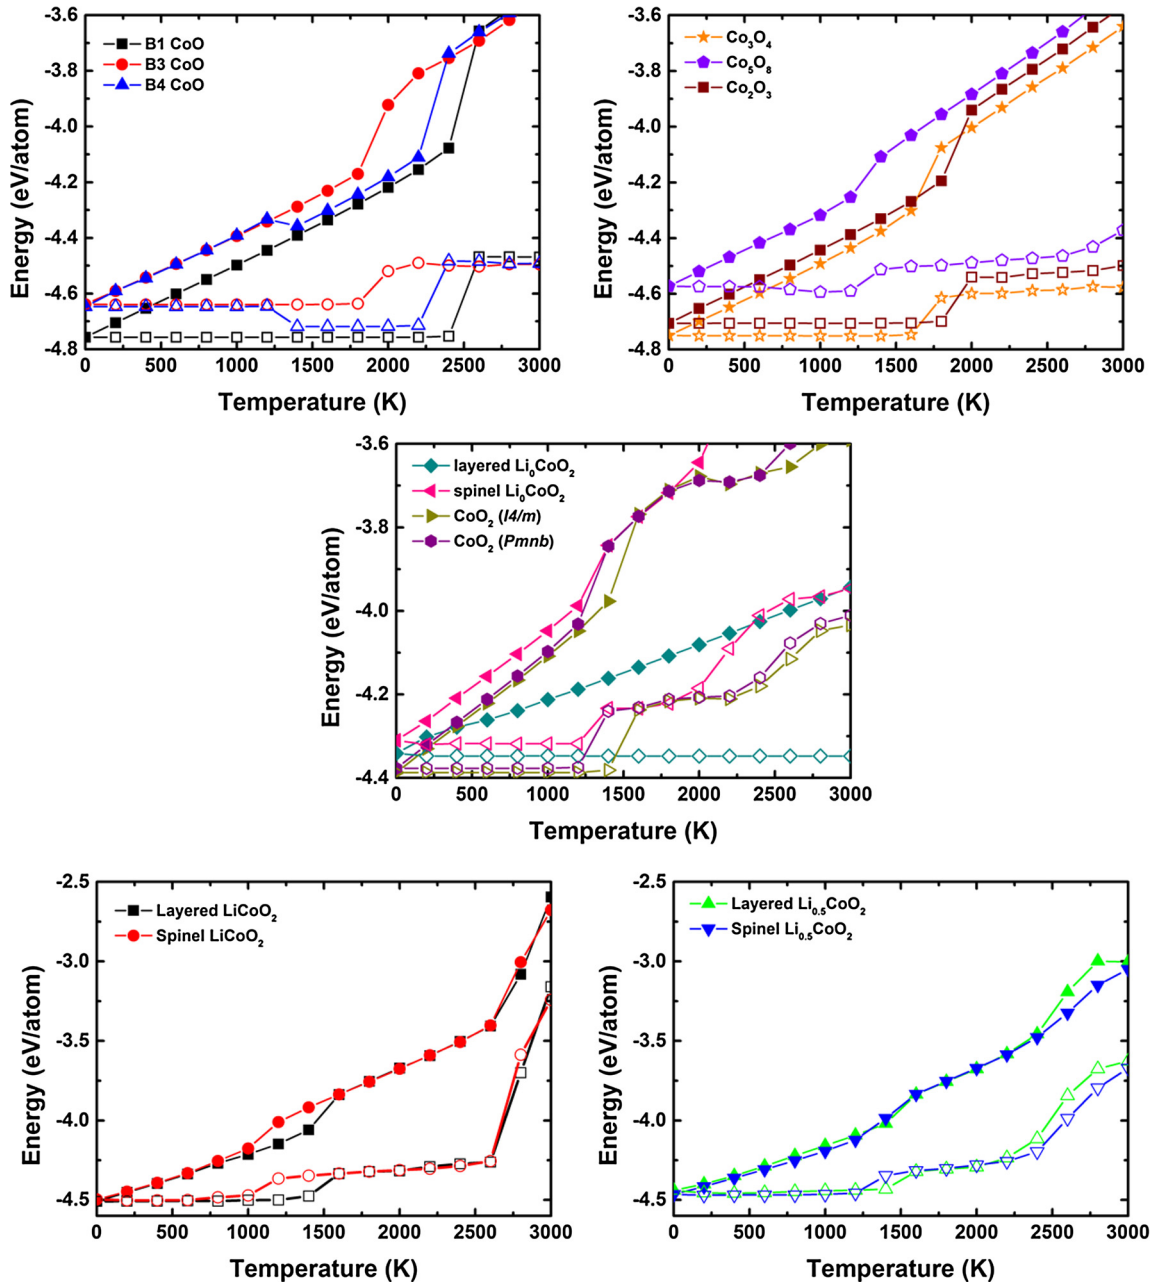 -3.6
-3.8
-4.0
-4.2
-4.4
-4.6
-4.8
Energy (eV/atom)
B1 CoO
B3 CoO
B4 CoO
0 500 1000 1500 2000 2500 3000
Temperature (K)
-3.6
-3.8
-4.0
-4.2
-4.4
-4.6
-4.8
Energy (eV/atom)
Co₃O₄
Co₅O₈
Co₂O₃
0 500 1000 1500 2000 2500 3000
Temperature (K)
-3.6
-3.8
-4.0
-4.2
-4.4
Energy (eV/atom)
layered Li₀CoO₂
spinel Li₀CoO₂
CoO₂ (I4/m)
CoO₂ (Pmnb)
0 500 1000 1500 2000 2500 3000
Temperature (K)
-2.5
-3.0
-3.5
-4.0
-4.5
Energy (eV/atom)
Layered LiCoO₂
Spinel LiCoO₂
0 500 1000 1500 2000 2500 3000
Temperature (K)
-2.5
-3.0
-3.5
-4.0
-4.5
Energy (eV/atom)
Layered Li₀.₅CoO₂
Spinel Li₀.₅CoO₂
0 500 1000 1500 2000 2500 3000
Temperature (K)